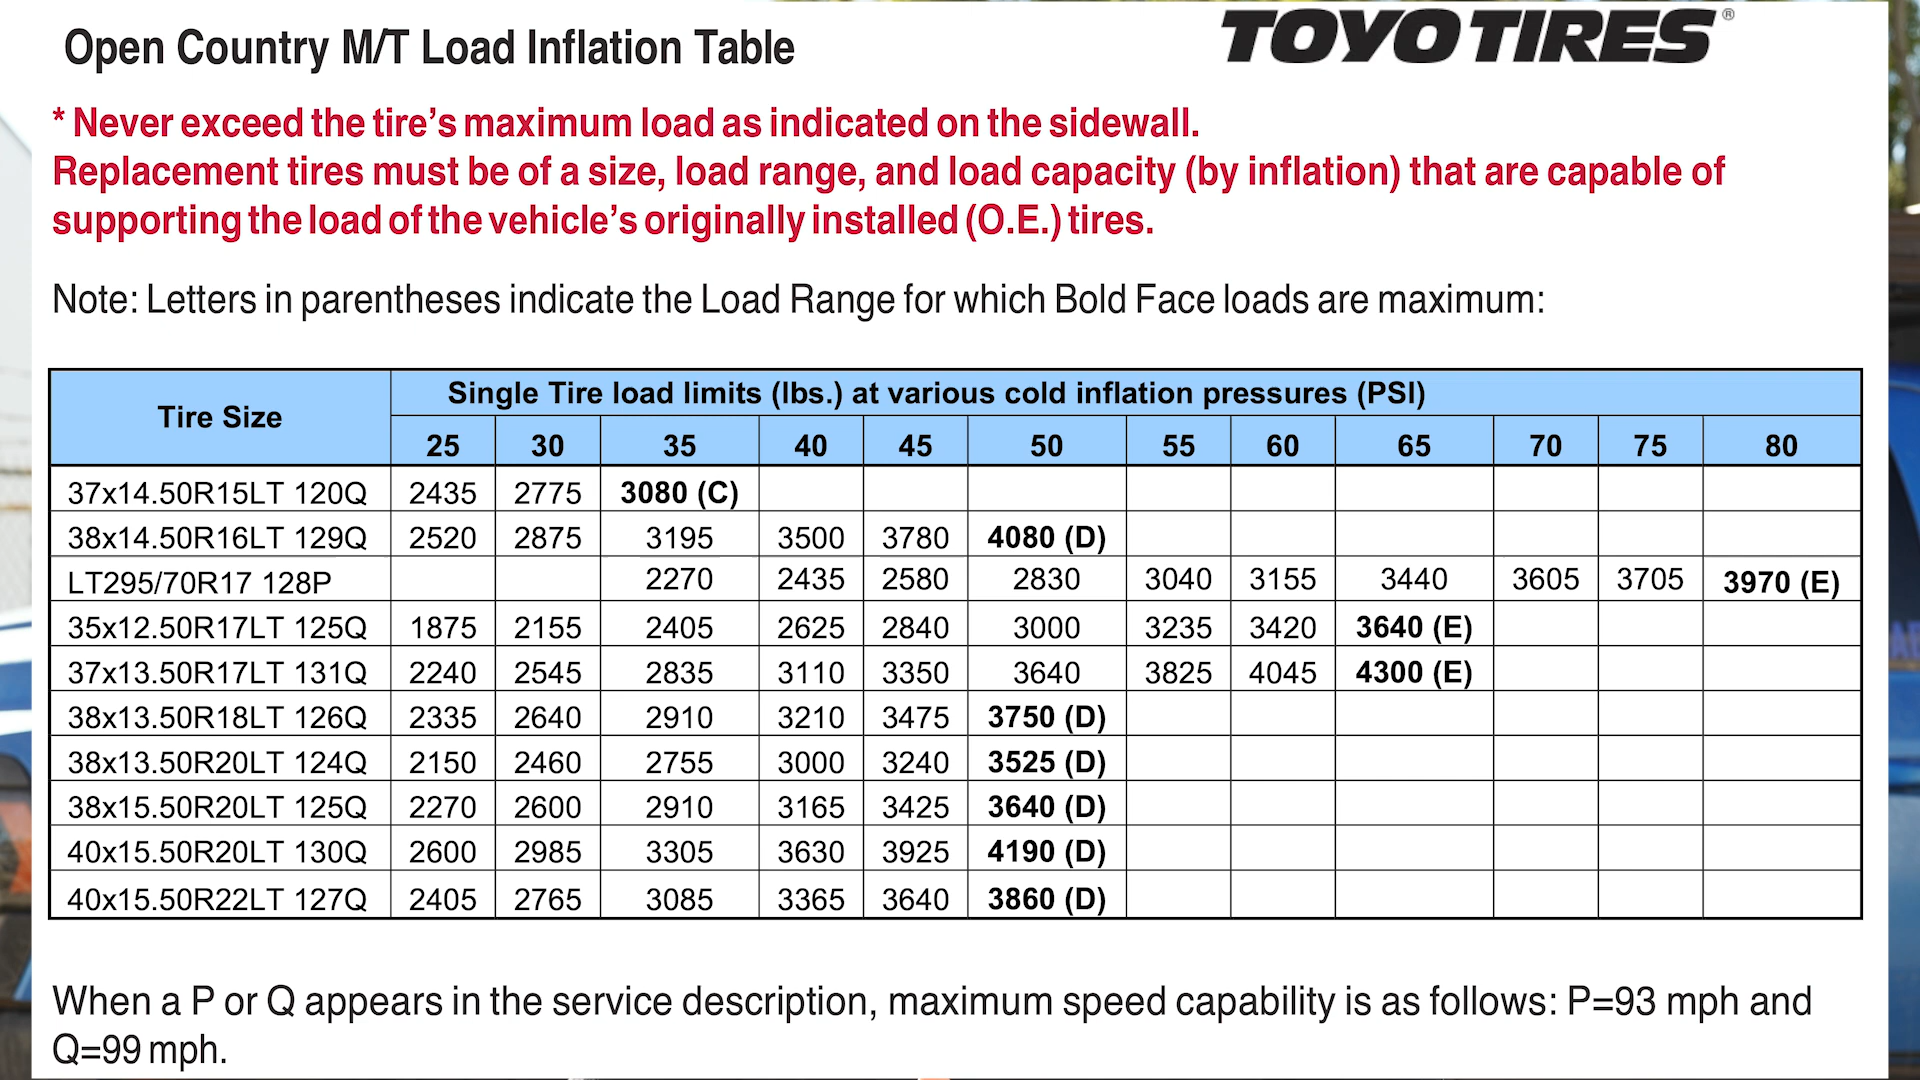 TOYO TIRES®
Open Country M/T Load Inflation Table
* Never exceed the tire's maximum load as indicated on the sidewall.
Replacement tires must be of a size, load range, and load capacity (by inflation) that are capable of
supporting the load of the vehicle's originally installed (O.E.) tires.
Note: Letters in parentheses indicate the Load Range for which Bold Face loads are maximum:
Tire Size
Single Tire load limits (lbs.) at various cold inflation pressures (PSI)
25 30 35 40 45 50 55 60 65 70 75 80
37x14.50R15LT 120Q 2435 2775 3080 (C)
38x14.50R16LT 129Q 2520 2875 3195 3500 3780 4080 (D)
LT295/70R17 128P 2270 2435 2580 2830 3040 3155 3440 3605 3705 3970 (E)
35x12.50R17LT 125Q 1875 2155 2405 2625 2840 3000 3235 3420 3640 (E)
37x13.50R17LT 131Q 2240 2545 2835 3110 3350 3640 3825 4045 4300 (E)
38x13.50R18LT 126Q 2335 2640 2910 3210 3475 3750 (D)
38x13.50R20LT 124Q 2150 2460 2755 3000 3240 3525 (D)
38x15.50R20LT 125Q 2270 2600 2910 3165 3425 3640 (D)
40x15.50R20LT 130Q 2600 2985 3305 3630 3925 4190 (D)
40x15.50R22LT 127Q 2405 2765 3085 3365 3640 3860 (D)
When a P or Q appears in the service description, maximum speed capability is as follows: P=93 mph and
Q=99 mph.